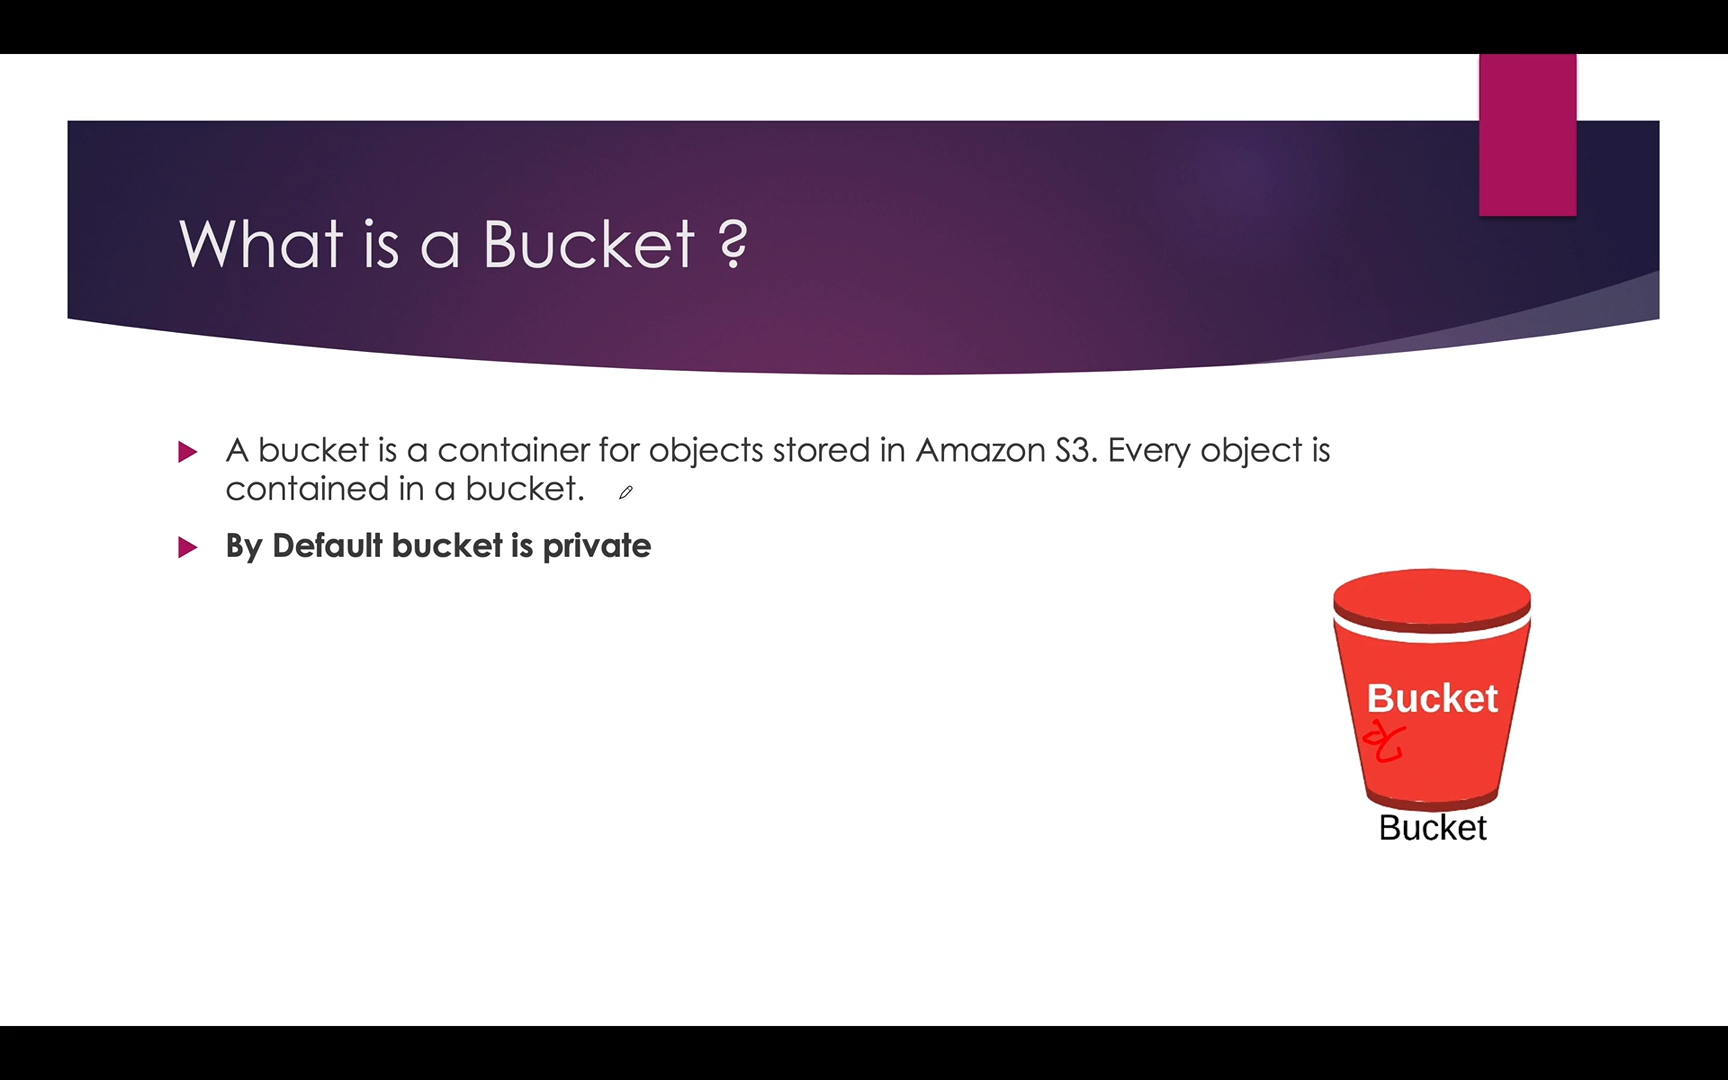 What is a Bucket ?
A bucket is a container for objects stored in Amazon S3. Every object is
contained in a bucket.
By Default bucket is private
Bucket
Bucket